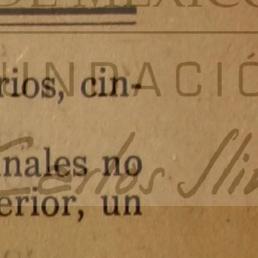 DE MÉXICO
FUNDACIÓ
rios, cin-
nales no
Carlos Slim
erior, un